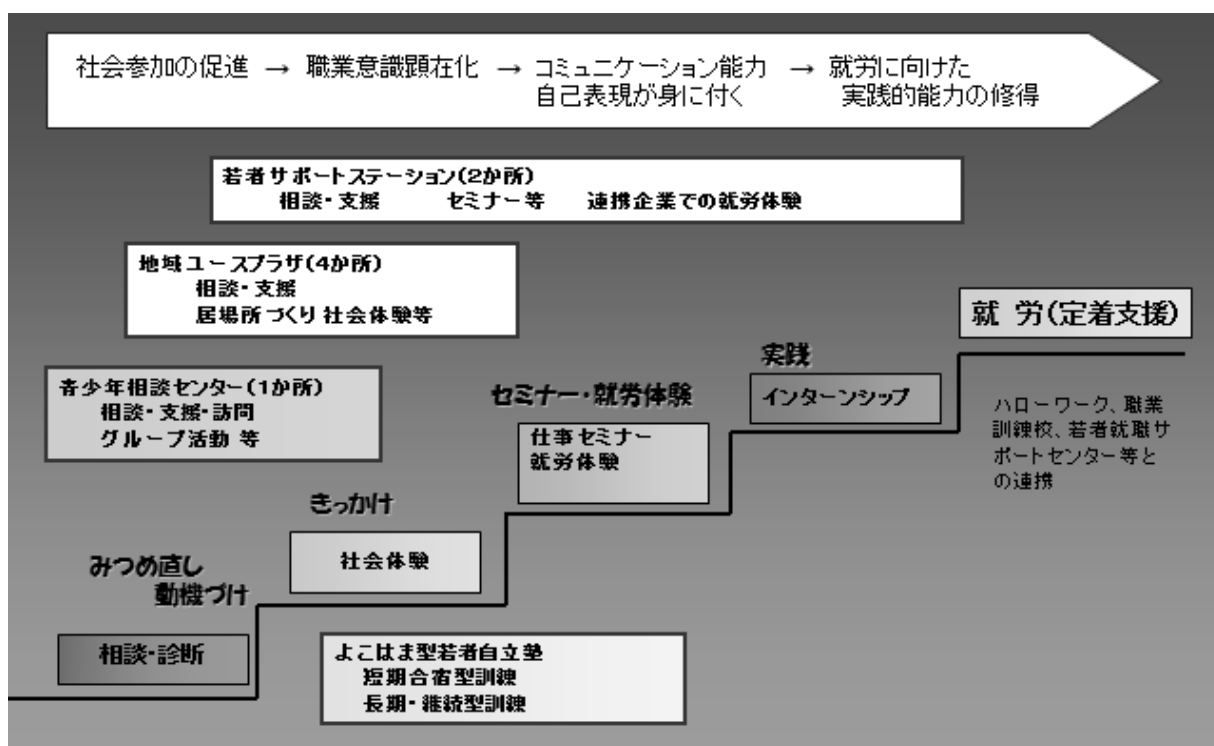 社会参加の促進 → 職業意識顕在化 → コミュニケーション能力 → 就労に向けた
自己表現が身に付く 実践的能力の修得
若者サポートステーション(2か所)
相談・支援 セミナー等 連携企業での就労体験
地域ユースプラザ(4か所)
相談・支援
居場所づくり 社会体験等
就 労(定着支援)
実践
インターンシップ
青少年相談センター(1か所)
相談・支援・訪問
グループ活動 等
セミナー・就労体験
仕事セミナー
就労体験
ハローワーク、職業
訓練校、若者就職サ
ポートセンター等と
の連携
きっかけ
社会体験
みつめ直し
動機づけ
相談・診断
よこはま型若者自立塾
短期合宿型訓練
長期・継続型訓練